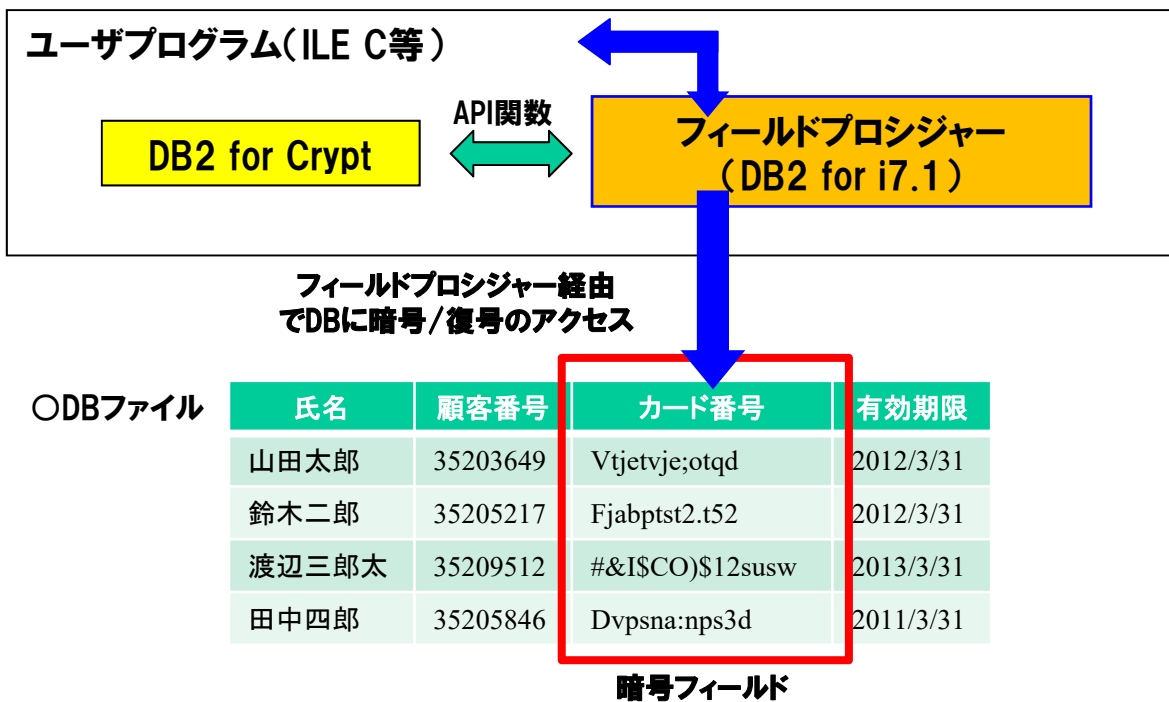 ユーザプログラム(ILE C等)
API関数
DB2 for Crypt
フィールドプロシジャー
(DB2 for i7.1)
フィールドプロシジャー経由
でDBに暗号/復号のアクセス
○DBファイル
氏名 顧客番号 カード番号 有効期限
山田太郎 35203649 Vtjetvje;otqd 2012/3/31
鈴木二郎 35205217 Fjabptst2.t52 2012/3/31
渡辺三郎太 35209512 #&I$CO)$12susw 2013/3/31
田中四郎 35205846 Dvpsna:nps3d 2011/3/31
暗号フィールド